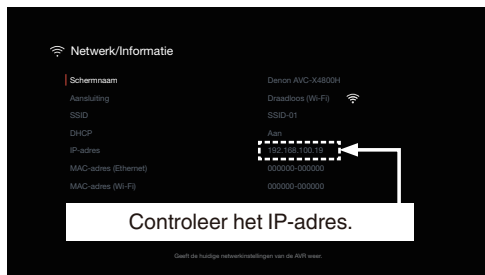 Netwerk/Informatie
Schermnaam Denon AVC-X4800H
Aansluiting Draadloos (Wi-Fi)
SSID SSID-01
DHCP Aan
IP-adres 192.168.100.19
MAC-adres (Ethernet) 000000-000000
MAC-adres (Wi-Fi) 000000-000000
Controleer het IP-adres.
Geeft de huidige netwerkinstellingen van de AVR weer.